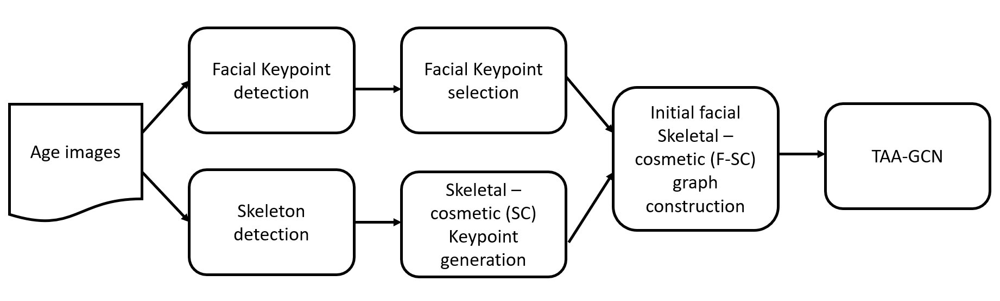 Age images
Facial Keypoint
detection
Facial Keypoint
selection
Skeleton
detection
Skeletal –
cosmetic (SC)
Keypoint
generation
Initial facial
Skeletal –
cosmetic (F-SC)
graph
construction
TAA-GCN